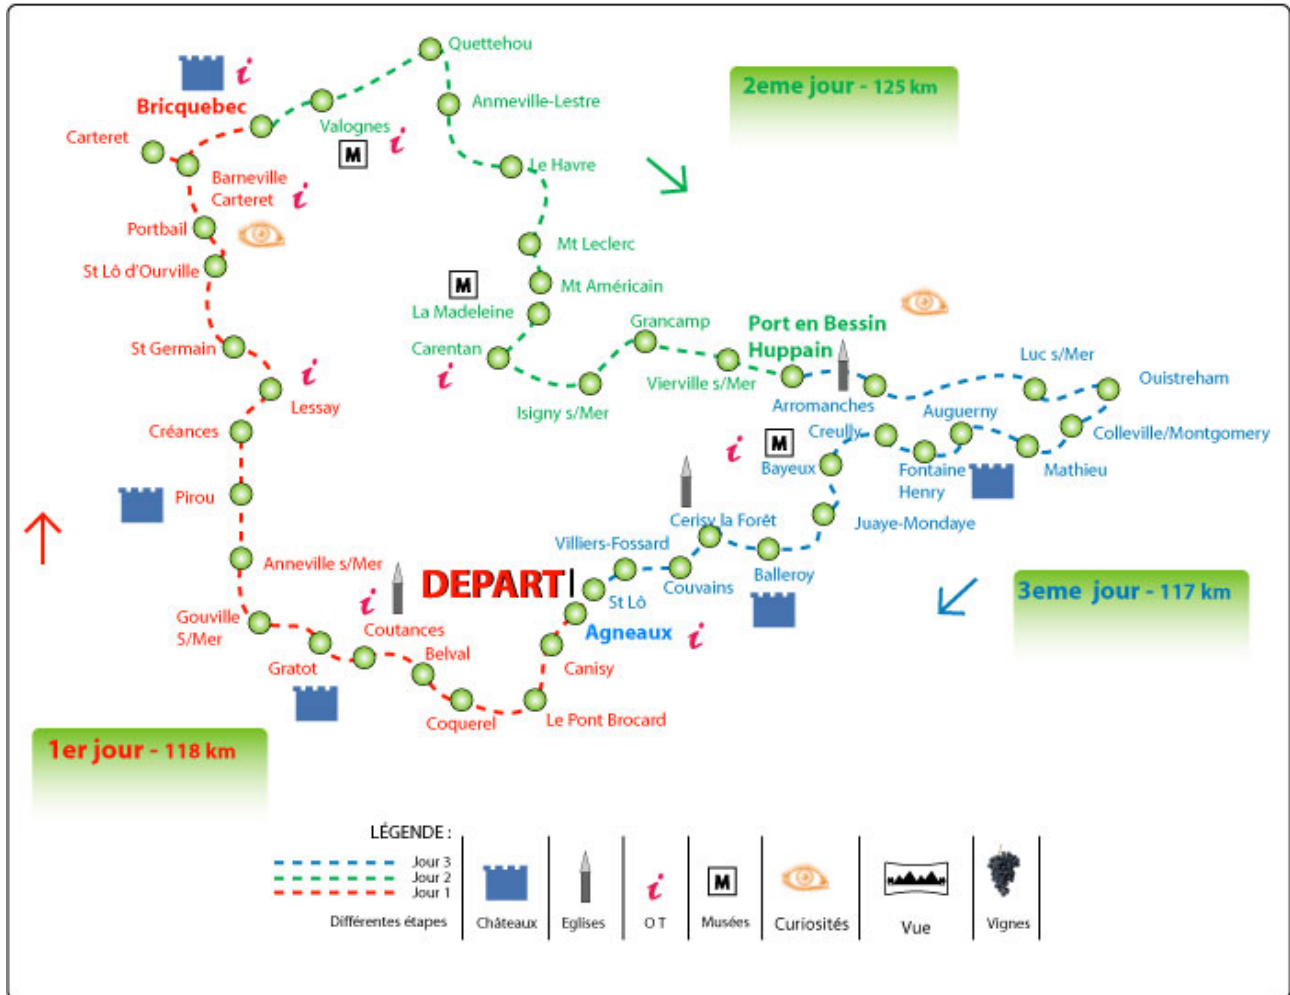 Quettehou
2eme jour - 125 km
Bricquebec
Anmeville-Lestre
Valognes
M
Carteret
Le Havre
Barneville
Carteret
Portbail
Mt Leclerc
St Lô d'Ourville
M
Mt Américain
La Madeleine
Grancamp
Port en Bessin
Huppain
St Germain
Carentan
Luc s/Mer
Vierville s/Mer
Ouistreham
Lessay
Isigny s/Mer
Arromanches
Auguerny
Créances
Creully
Colleville/Montgomery
M
Bayeux
Fontaine
Henry
Mathieu
Pirou
Cerisy la Forêt
Juaye-Mondaye
Villiers-Fossard
Anneville s/Mer
DEPART
Couvains
Balleroy
3eme jour - 117 km
St Lô
Gouville
S/Mer
Coutances
Agneaux
Gratot
Belval
Canisy
Coquerel
Le Pont Brocard
1er jour - 118 km
LÉGENDE :
Jour 3
Jour 2
Jour 1
M
Différentes étapes
Châteaux
Eglises
O T
Musées
Curiosités
Vue
Vignes